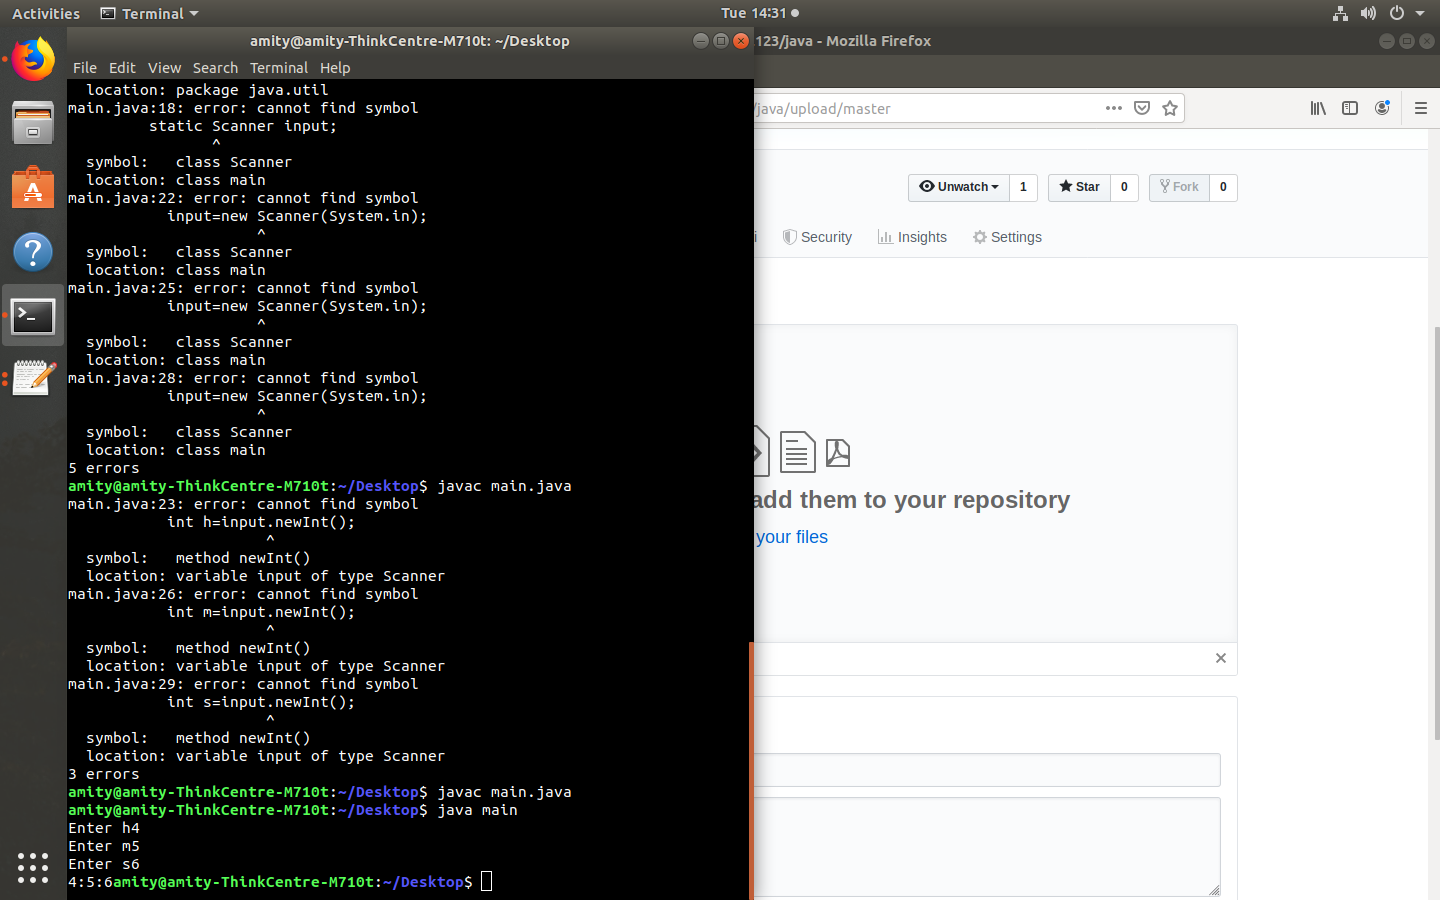 Activities Terminal Tue 14:31
amity@amity-ThinkCentre-M710t: ~/Desktop
123/java - Mozilla Firefox
File Edit View Search Terminal Help
/java/upload/master
  location: package java.util
main.java:18: error: cannot find symbol
         static Scanner input;
                ^
  symbol:   class Scanner
  location: class main
main.java:22: error: cannot find symbol
           input=new Scanner(System.in);
                     ^
  symbol:   class Scanner
  location: class main
main.java:25: error: cannot find symbol
           input=new Scanner(System.in);
                     ^
  symbol:   class Scanner
  location: class main
main.java:28: error: cannot find symbol
           input=new Scanner(System.in);
                     ^
  symbol:   class Scanner
  location: class main
5 errors
amity@amity-ThinkCentre-M710t:~/Desktop$ javac main.java
main.java:23: error: cannot find symbol
           int h=input.newInt();
                      ^
  symbol:   method newInt()
  location: variable input of type Scanner
main.java:26: error: cannot find symbol
           int m=input.newInt();
                      ^
  symbol:   method newInt()
  location: variable input of type Scanner
main.java:29: error: cannot find symbol
           int s=input.newInt();
                      ^
  symbol:   method newInt()
  location: variable input of type Scanner
3 errors
amity@amity-ThinkCentre-M710t:~/Desktop$ javac main.java
amity@amity-ThinkCentre-M710t:~/Desktop$ java main
Enter h4
Enter m5
Enter s6
4:5:6amity@amity-ThinkCentre-M710t:~/Desktop$
Unwatch 1 Star 0 Fork 0
i Security Insights Settings
add them to your repository
your files